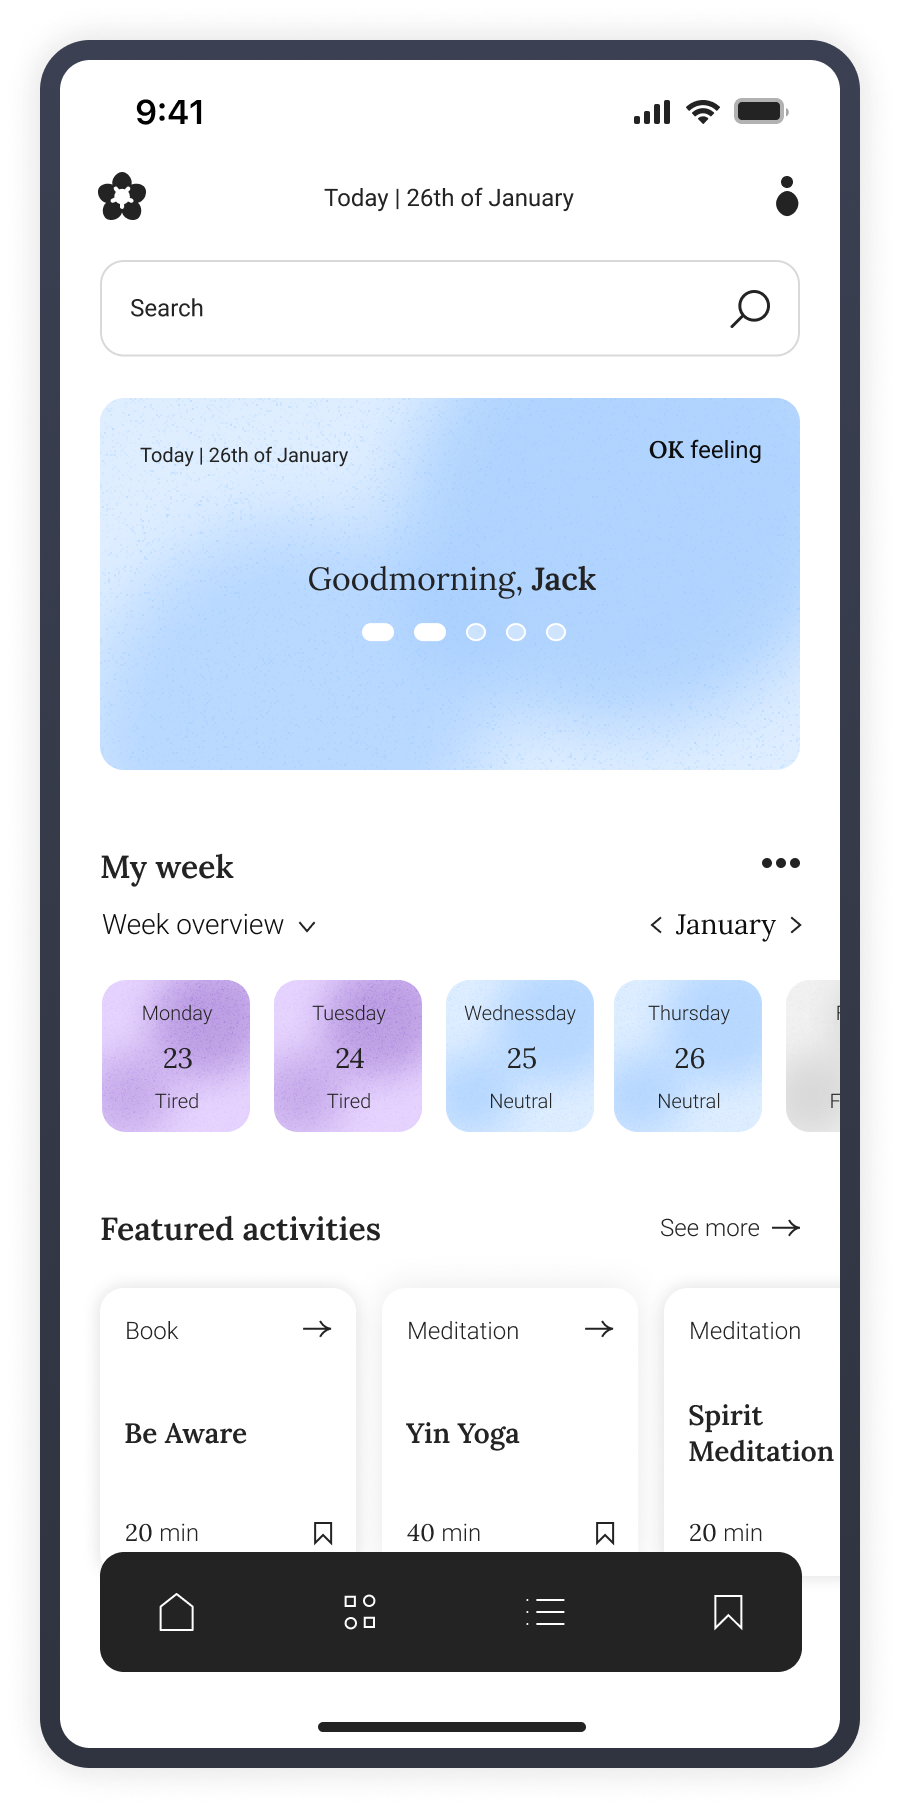 9:41
Today | 26th of January
Search
Today | 26th of January
OK feeling
Goodmorning, Jack
My week
Week overview
January
Monday
23
Tired
Tuesday
24
Tired
Wednessday
25
Neutral
Thursday
26
Neutral
F
F
Featured activities
See more
Book
Be Aware
20 min
Meditation
Yin Yoga
40 min
Meditation
Spirit
Meditation
20 min